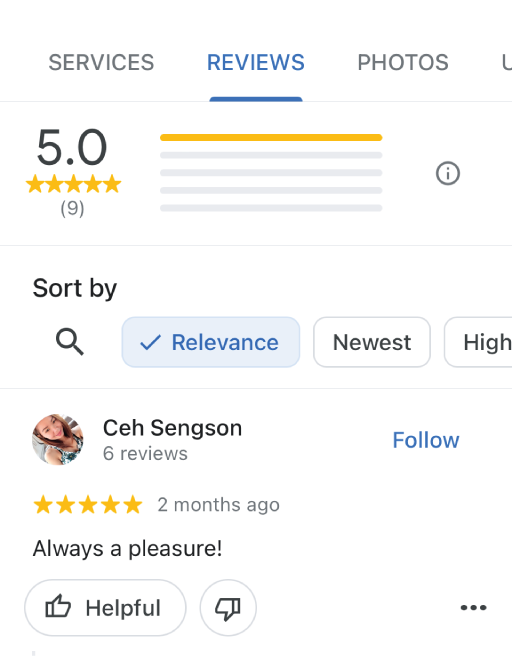 SERVICES REVIEWS PHOTOS
5.0
(9)
Sort by
Relevance Newest High
Ceh Sengson
6 reviews
Follow
2 months ago
Always a pleasure!
Helpful